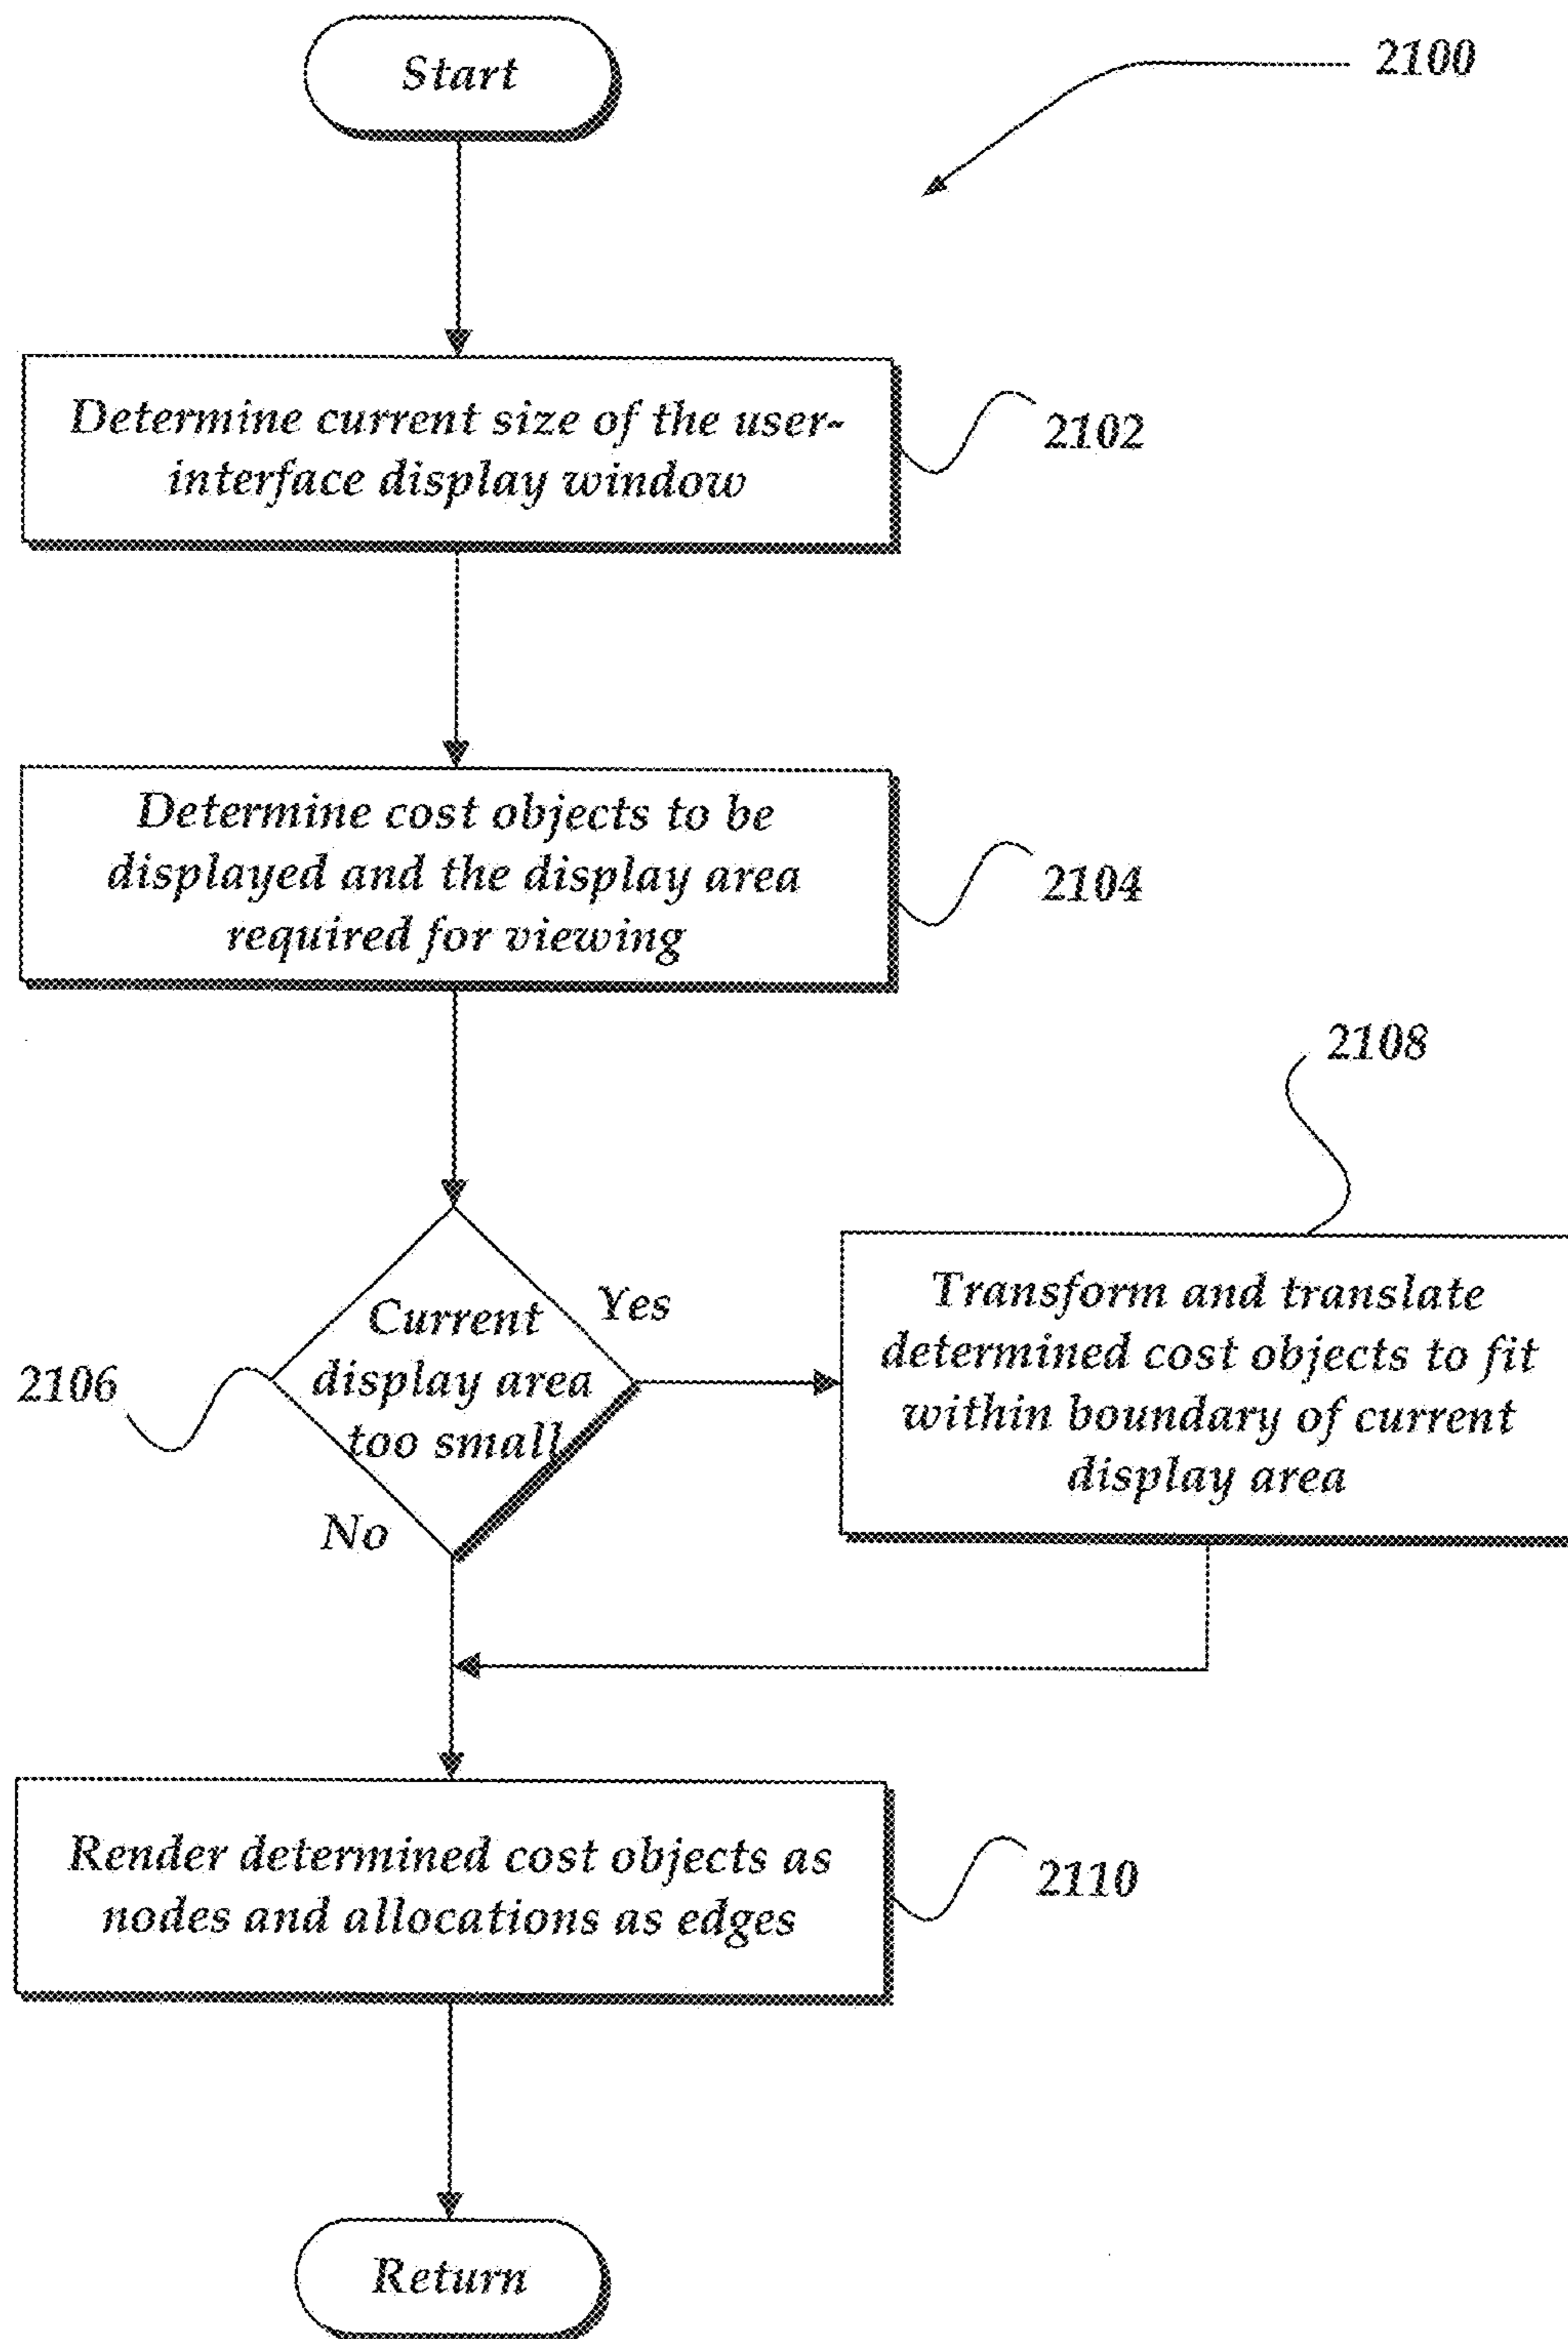 Start
2100
Determine current size of the user-
interface display window
2102
Determine cost objects to be
displayed and the display area
required for viewing
2104
2108
Current
display area
too small
Yes
2106
No
Transform and translate
determined cost objects to fit
within boundary of current
display area
Render determined cost objects as
nodes and allocations as edges
2110
Return